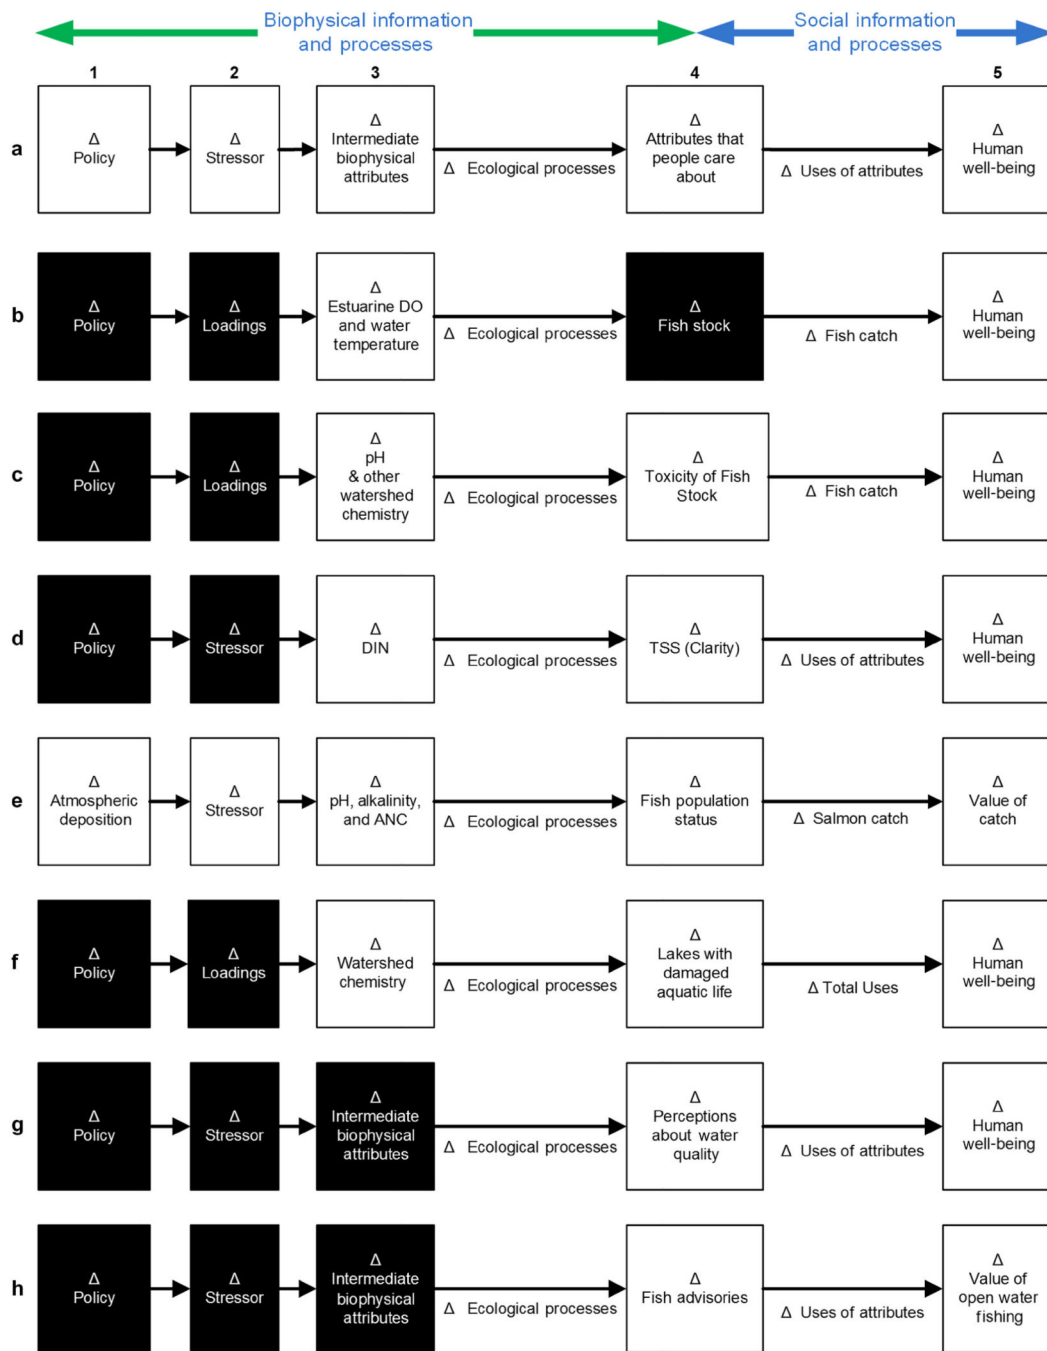 Biophysical information
and processes
Social information
and processes
1
2
3
4
5
a
Δ
Policy
Δ
Stressor
Δ
Intermediate
biophysical
attributes
Δ Ecological processes
Δ
Attributes that
people care
about
Δ Uses of attributes
Δ
Human
well-being
b
Δ
Policy
Δ
Loadings
Δ
Estuarine DO
and water
temperature
Δ Ecological processes
Δ
Fish stock
Δ Fish catch
Δ
Human
well-being
c
Δ
Policy
Δ
Loadings
Δ
pH
& other
watershed
chemistry
Δ Ecological processes
Δ
Toxicity of Fish
Stock
Δ Fish catch
Δ
Human
well-being
d
Δ
Policy
Δ
Stressor
Δ
DIN
Δ Ecological processes
Δ
TSS (Clarity)
Δ Uses of attributes
Δ
Human
well-being
e
Δ
Atmospheric
deposition
Δ
Stressor
Δ
pH, alkalinity,
and ANC
Δ Ecological processes
Δ
Fish population
status
Δ Salmon catch
Δ
Value of
catch
f
Δ
Policy
Δ
Loadings
Δ
Watershed
chemistry
Δ Ecological processes
Δ
Lakes with
damaged
aquatic life
Δ Total Uses
Δ
Human
well-being
g
Δ
Policy
Δ
Stressor
Δ
Intermediate
biophysical
attributes
Δ Ecological processes
Δ
Perceptions
about water
quality
Δ Uses of attributes
Δ
Human
well-being
h
Δ
Policy
Δ
Stressor
Δ
Intermediate
biophysical
attributes
Δ Ecological processes
Δ
Fish advisories
Δ Uses of attributes
Δ
Value of
open water
fishing